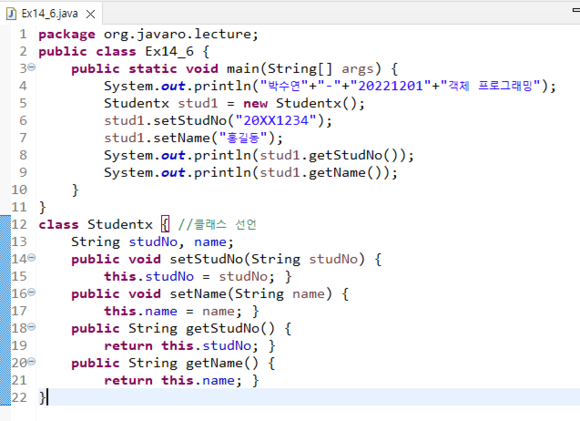 Ex14_6.java
1 package org.javaro.lecture;
2 public class Ex14_6 {
3 public static void main(String[] args) {
4 System.out.println("박수연"+"-"+"20221201"+"객체 프로그래밍");
5 Studentx stud1 = new Studentx();
6 stud1.setStudNo("20XX1234");
7 stud1.setName("홍길동");
8 System.out.println(stud1.getStudNo());
9 System.out.println(stud1.getName());
10 }
11 }
12 class Studentx { //클래스 선언
13 String studNo, name;
14 public void setStudNo(String studNo) {
15 this.studNo = studNo; }
16 public void setName(String name) {
17 this.name = name; }
18 public String getStudNo() {
19 return this.studNo; }
20 public String getName() {
21 return this.name; }
22 }